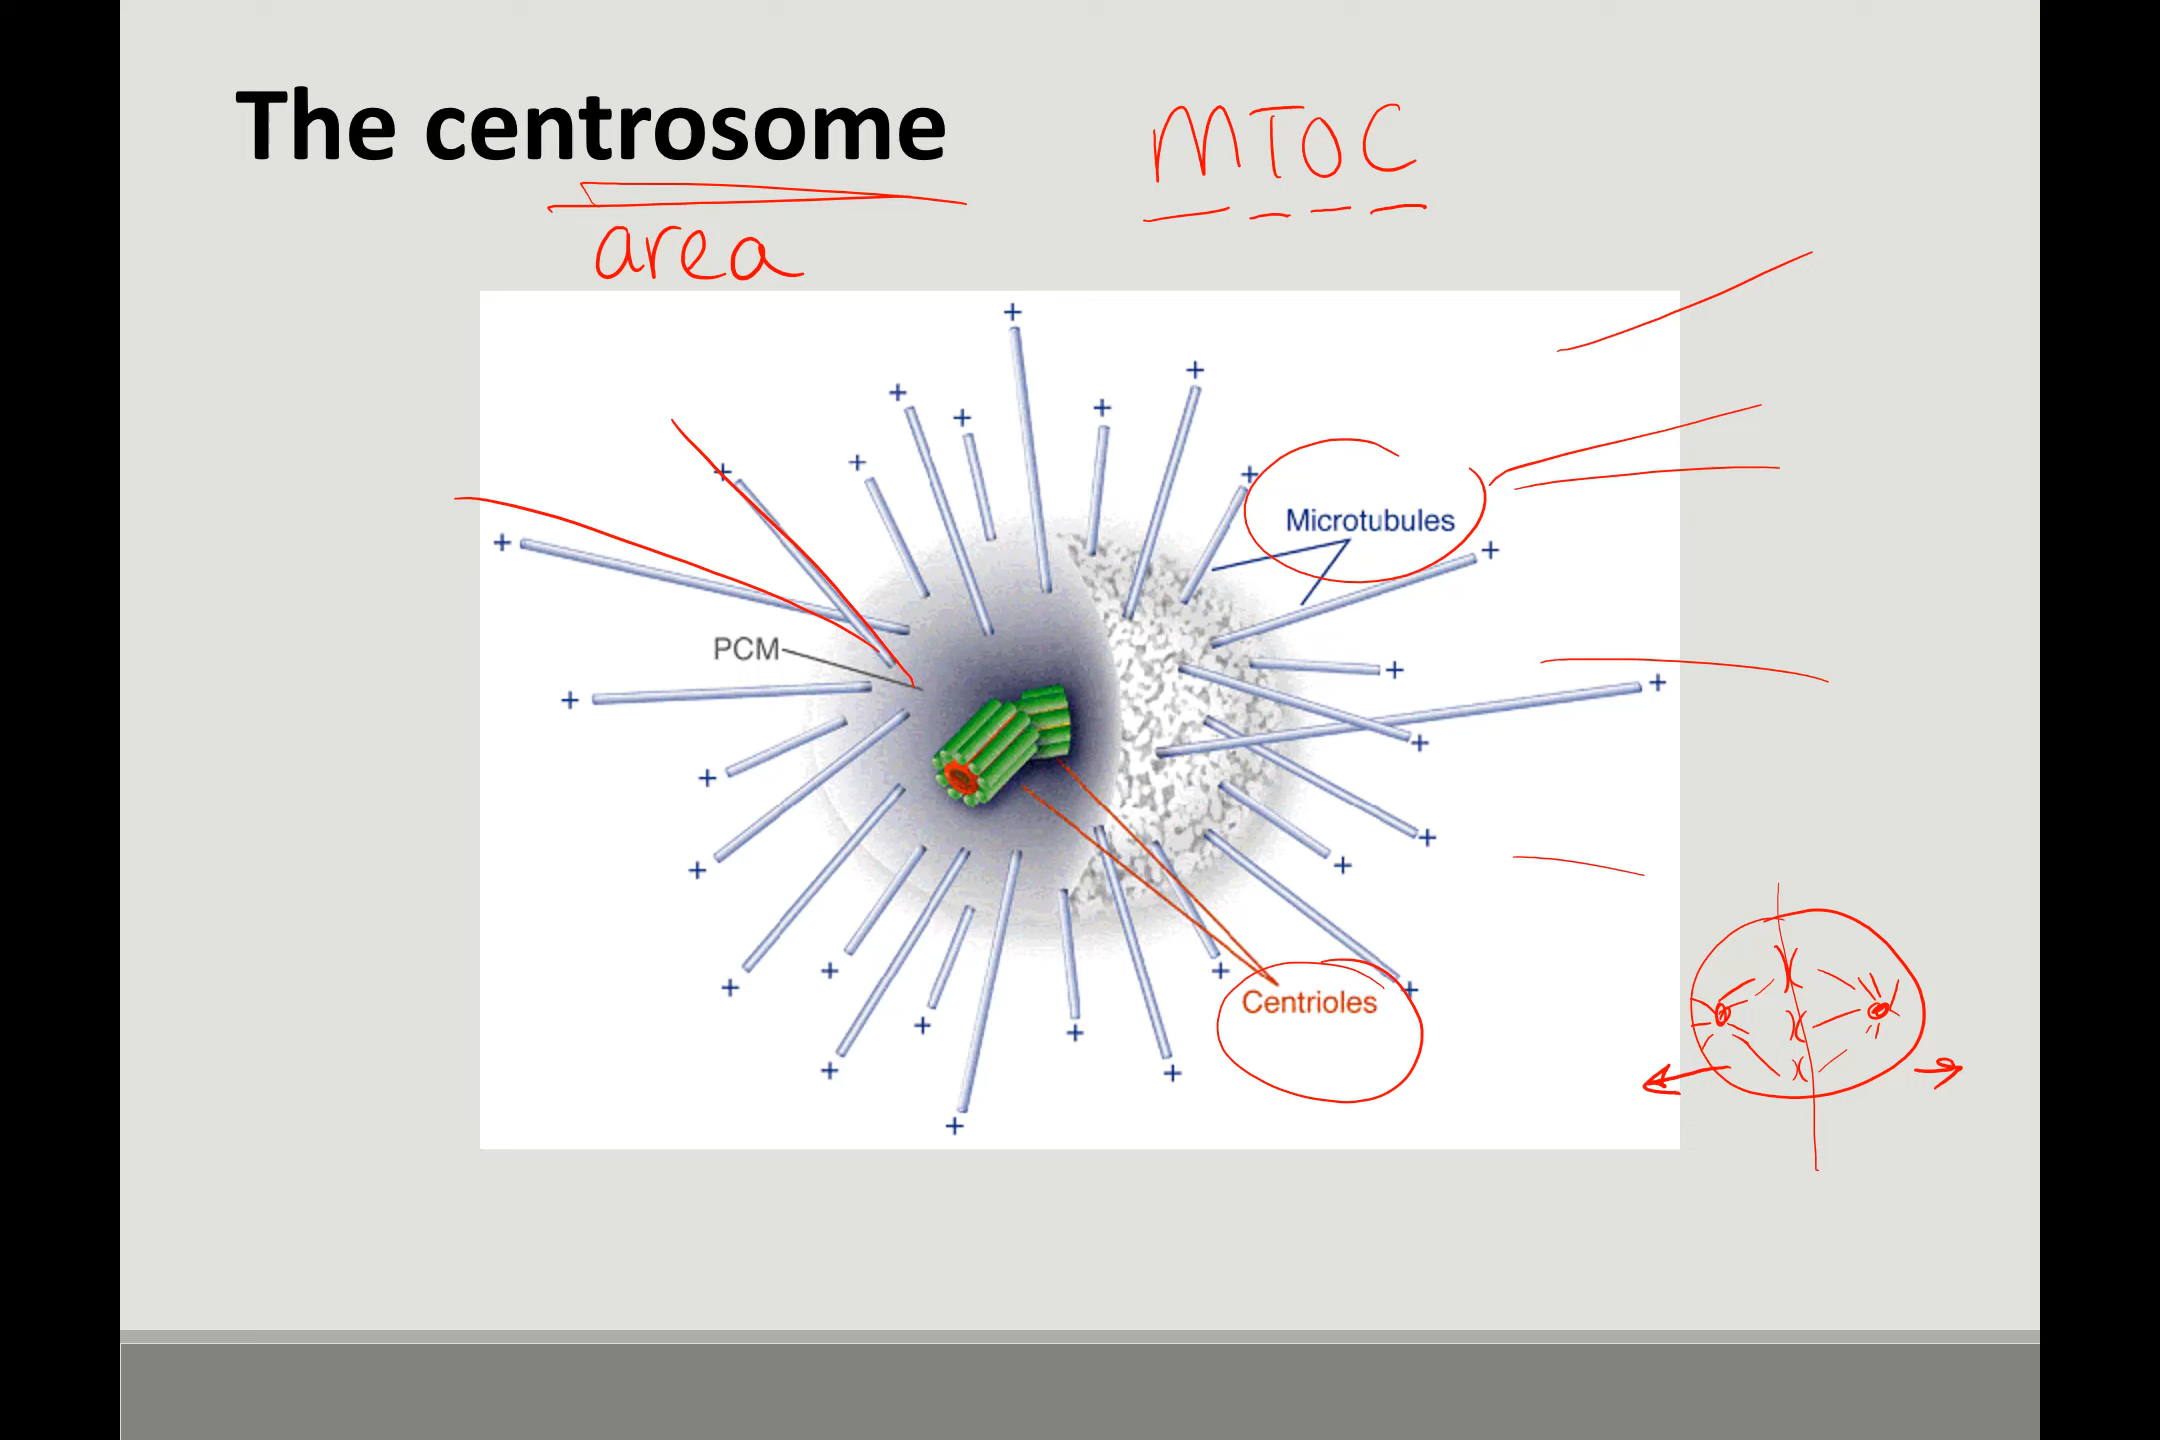 The centrosome
MTOC
area
Microtubules
PCM
Centrioles